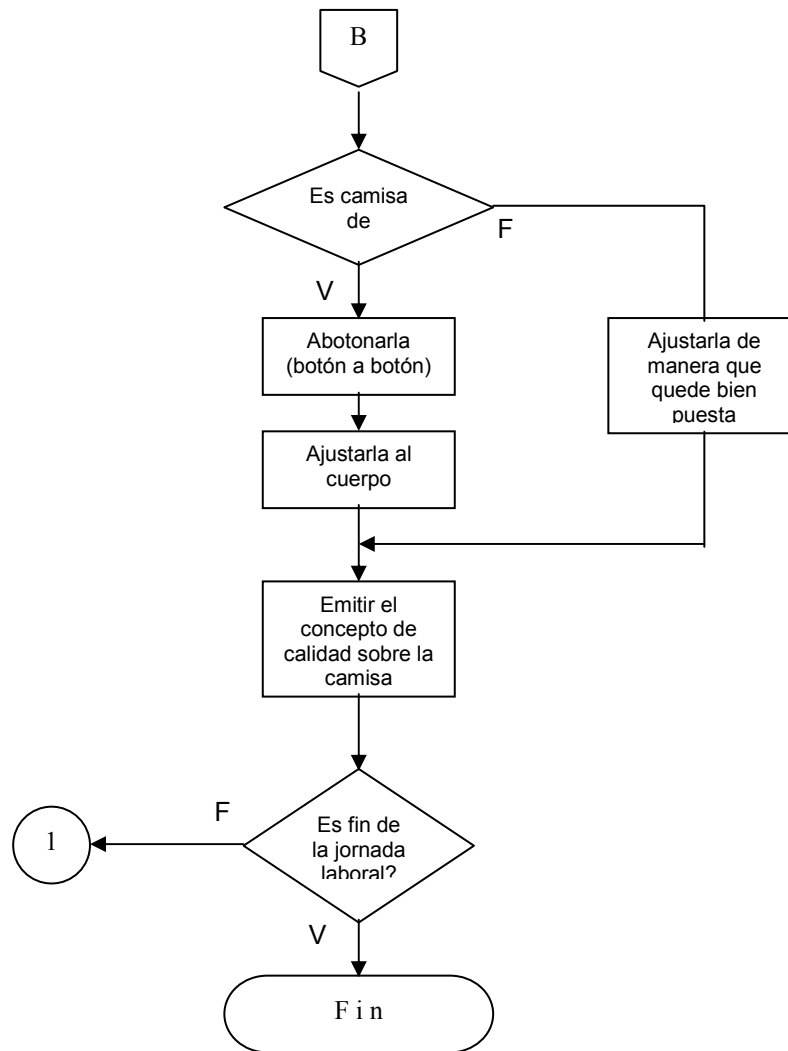 B
Es camisa
de
F
V
Abotonarla
(botón a botón)
Ajustarla de
manera que
quede bien
puesta
Ajustarla al
cuerpo
Emitir el
concepto de
calidad sobre la
camisa
F
1
Es fin de
la jornada
laboral?
V
F i n